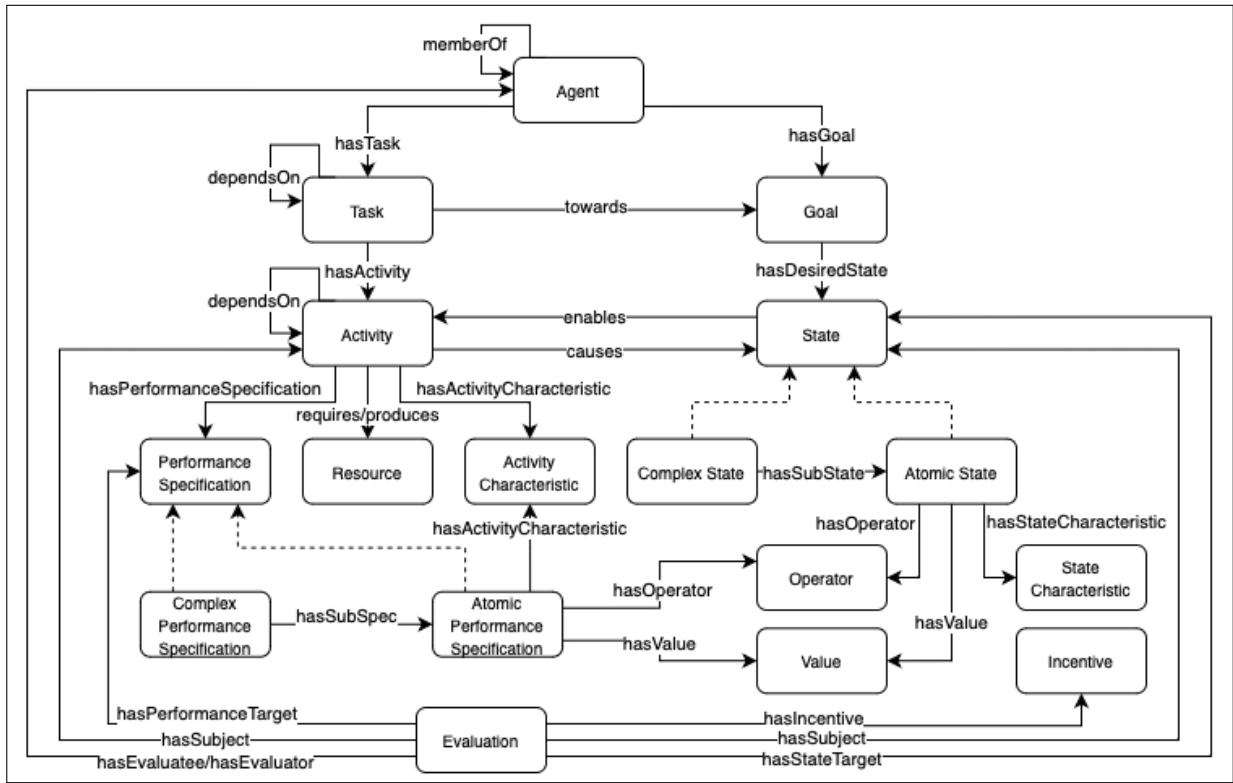 memberOf
Agent
hasTask
hasGoal
dependsOn
Task
towards
Goal
hasActivity
hasDesiredState
dependsOn
enables
Activity
State
causes
hasPerformanceSpecification
hasActivityCharacteristic
requires/produces
Performance
Specification
Resource
Activity
Characteristic
Complex State
hasSubState
Atomic State
hasActivityCharacteristic
hasOperator
hasStateCharacteristic
Operator
State
Characteristic
Complex
Performance
Specification
hasSubSpec
Atomic
Performance
Specification
hasOperator
hasValue
hasValue
Value
Incentive
hasPerformanceTarget
hasIncentive
hasSubject
Evaluation
hasSubject
hasEvaluatee/hasEvaluator
hasStateTarget